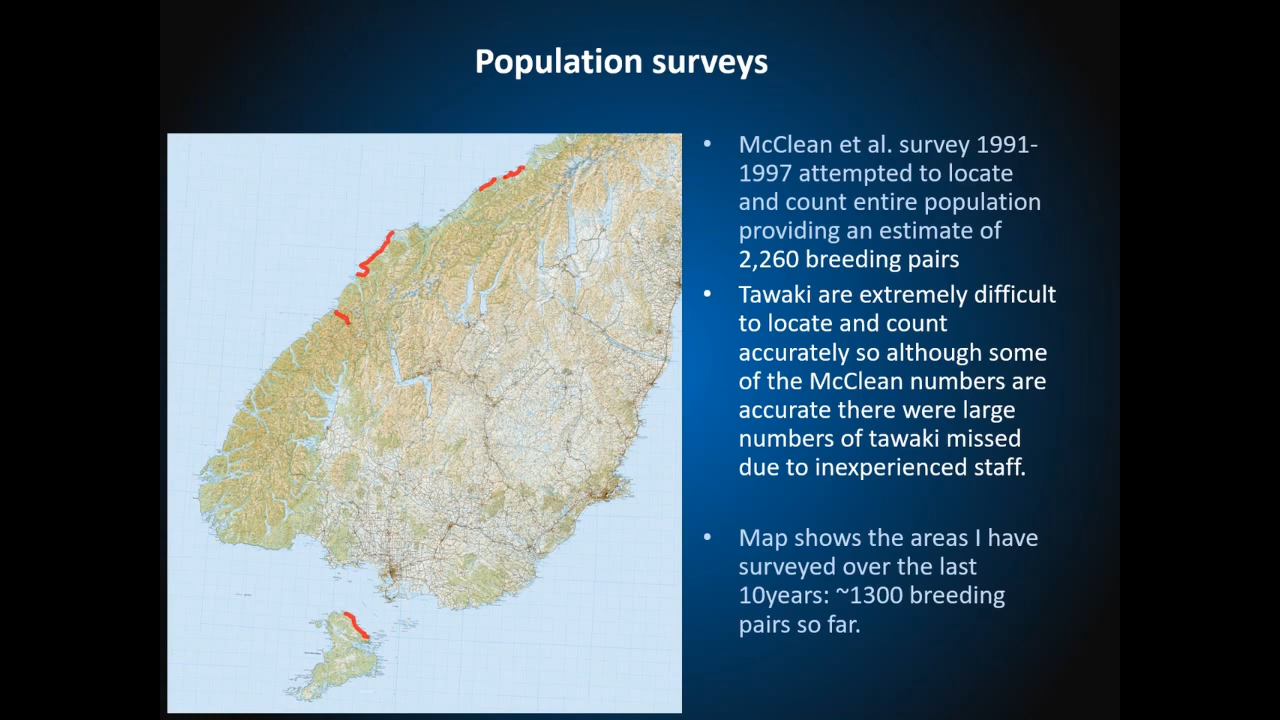 Population surveys
• McClean et al. survey 1991-
1997 attempted to locate
and count entire population
providing an estimate of
2,260 breeding pairs
• Tawaki are extremely difficult
to locate and count
accurately so although some
of the McClean numbers are
accurate there were large
numbers of tawaki missed
due to inexperienced staff.
• Map shows the areas I have
surveyed over the last
10years: ~1300 breeding
pairs so far.